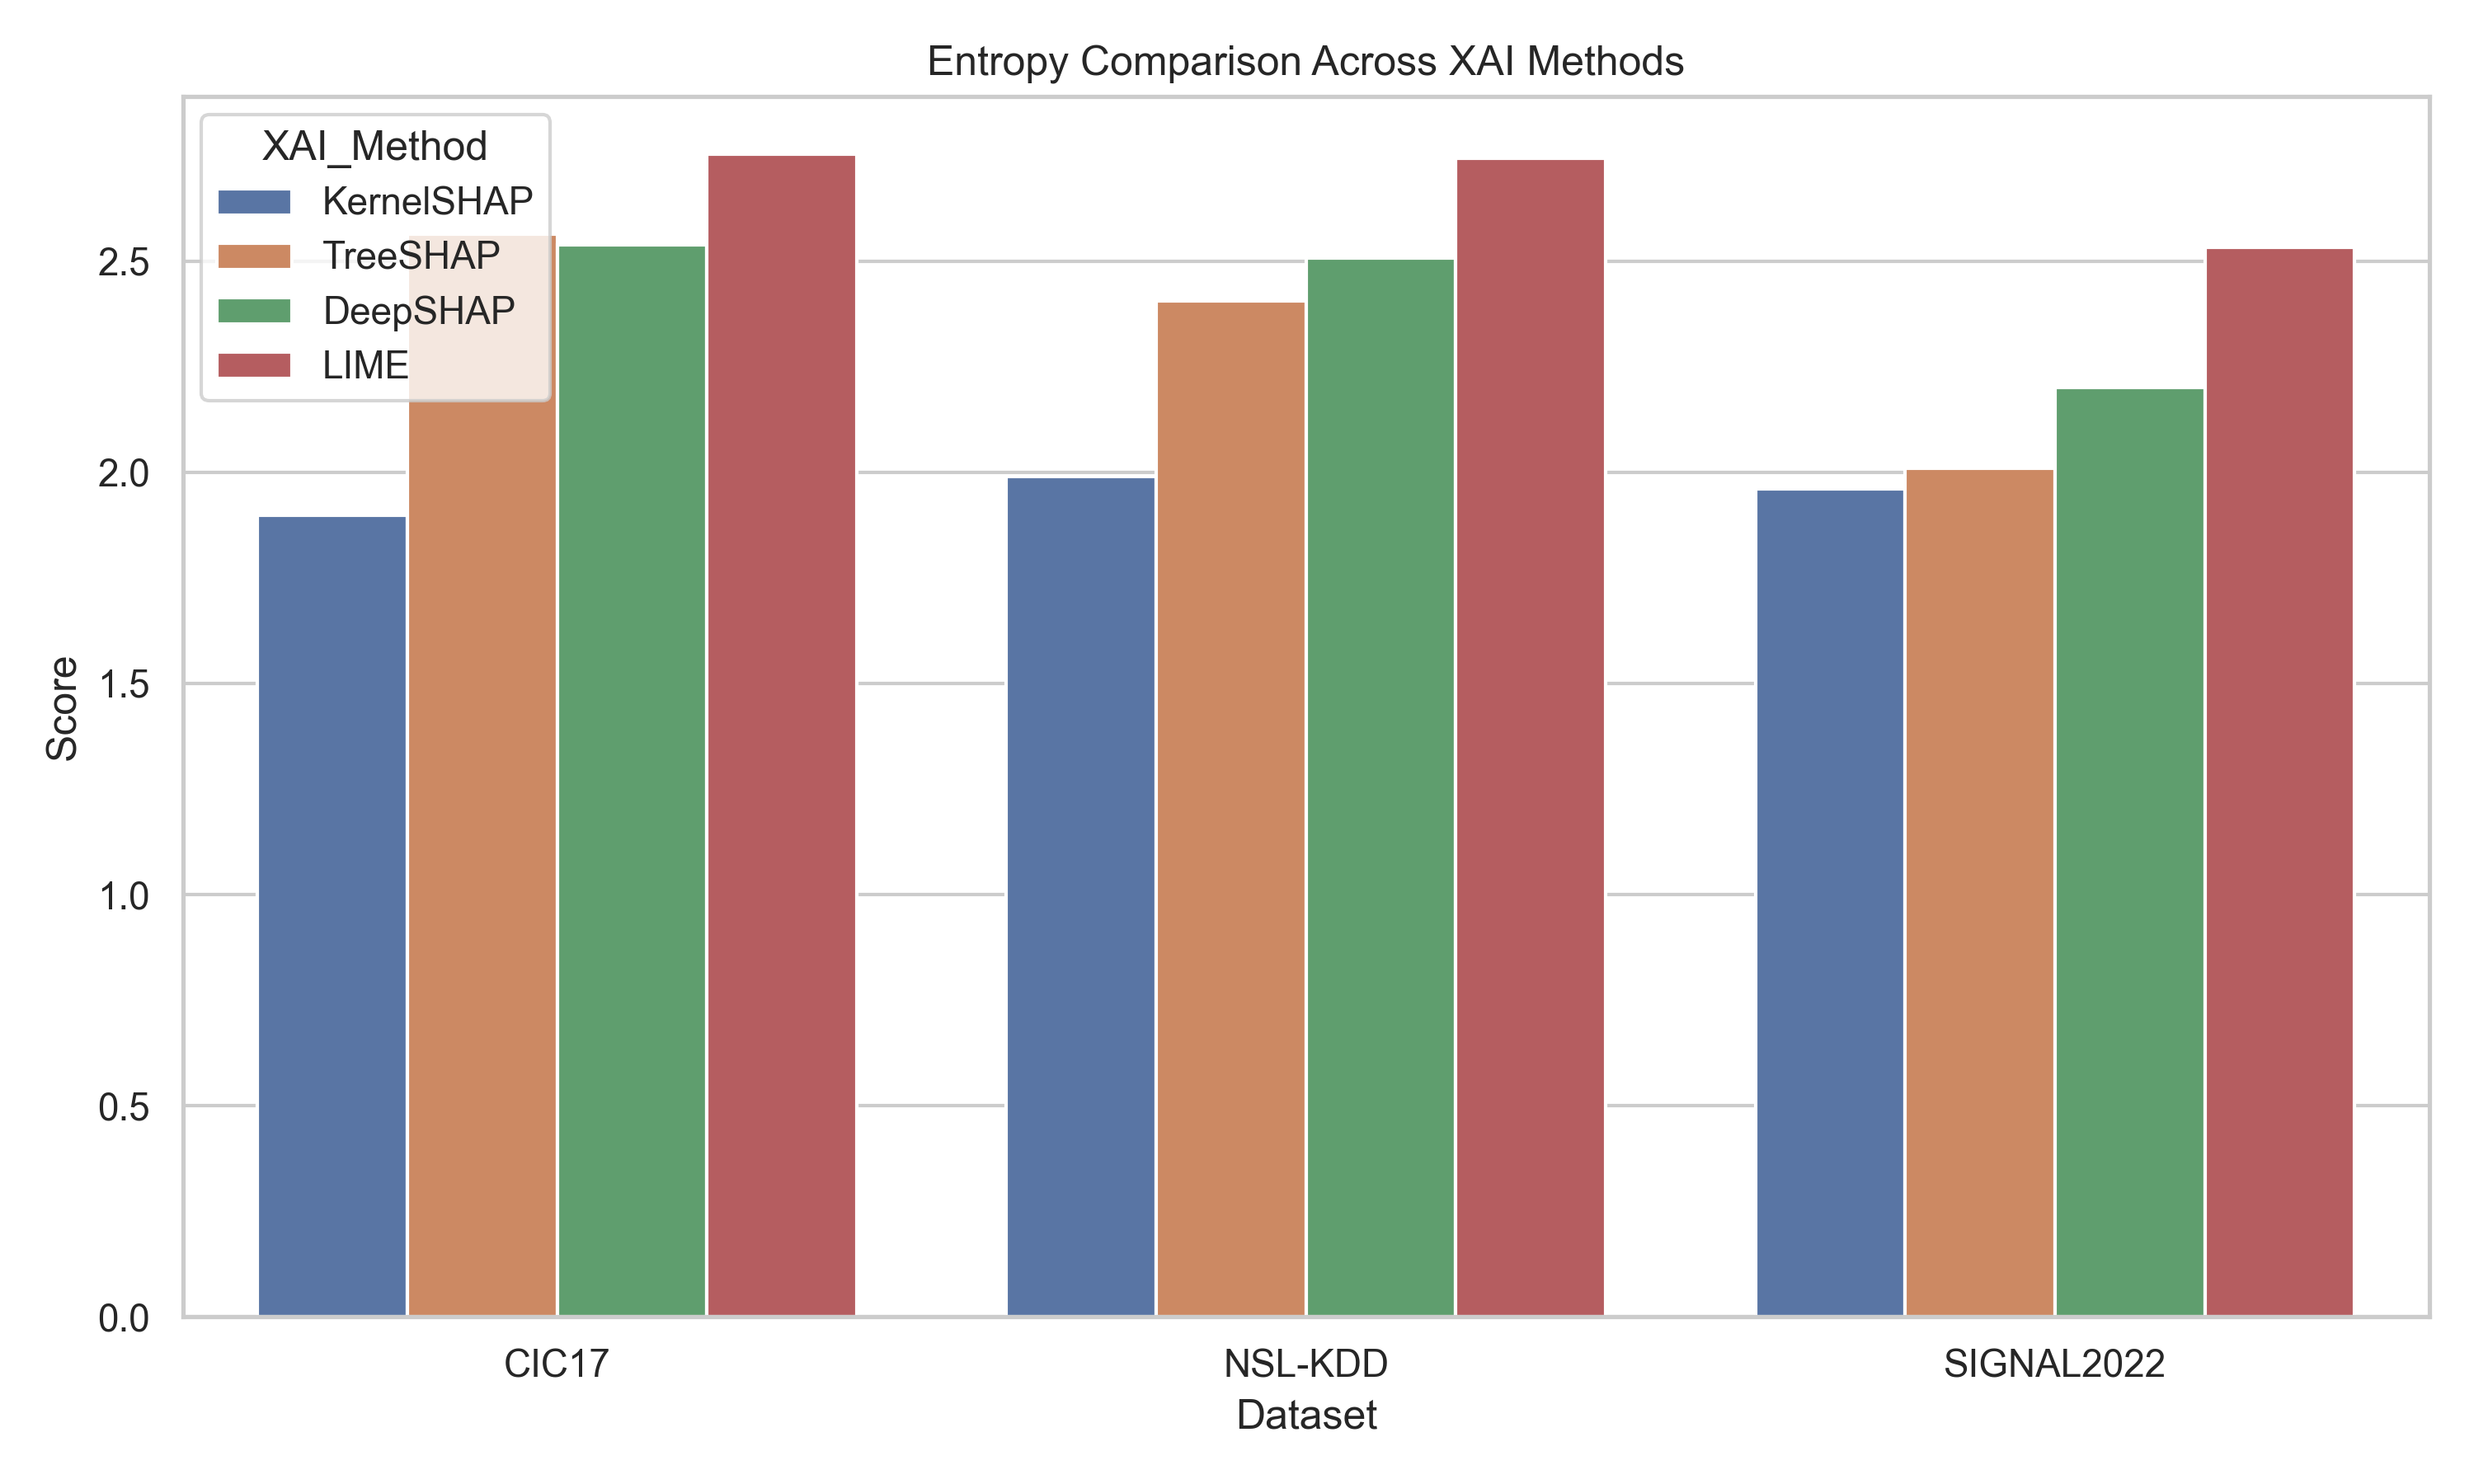 Entropy Comparison Across XAI Methods
XAI_Method
KernelSHAP
TreeSHAP
DeepSHAP
LIME
Score
2.5
2.0
1.5
1.0
0.5
0.0
CIC17
NSL-KDD
SIGNAL2022
Dataset